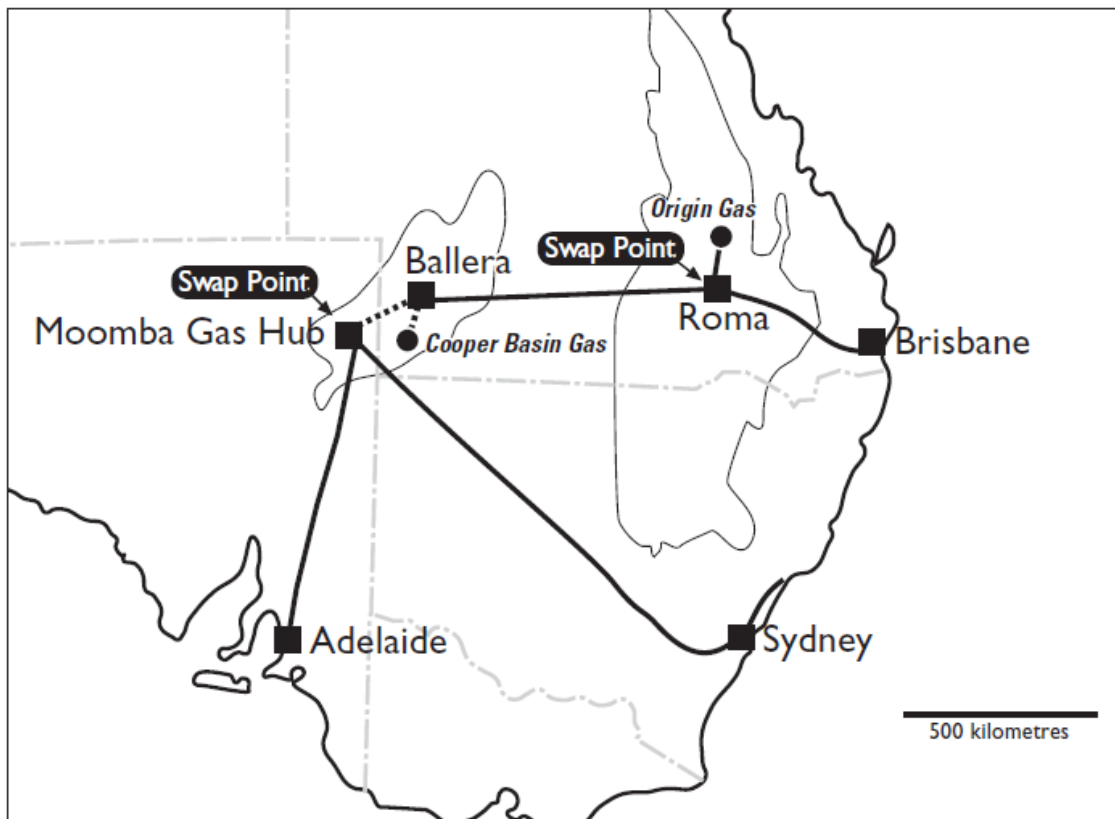 Origin Gas
Swap Point
Ballera
Swap Point
Roma
Moomba Gas Hub
Cooper Basin Gas
Brisbane
Adelaide
Sydney
500 kilometres